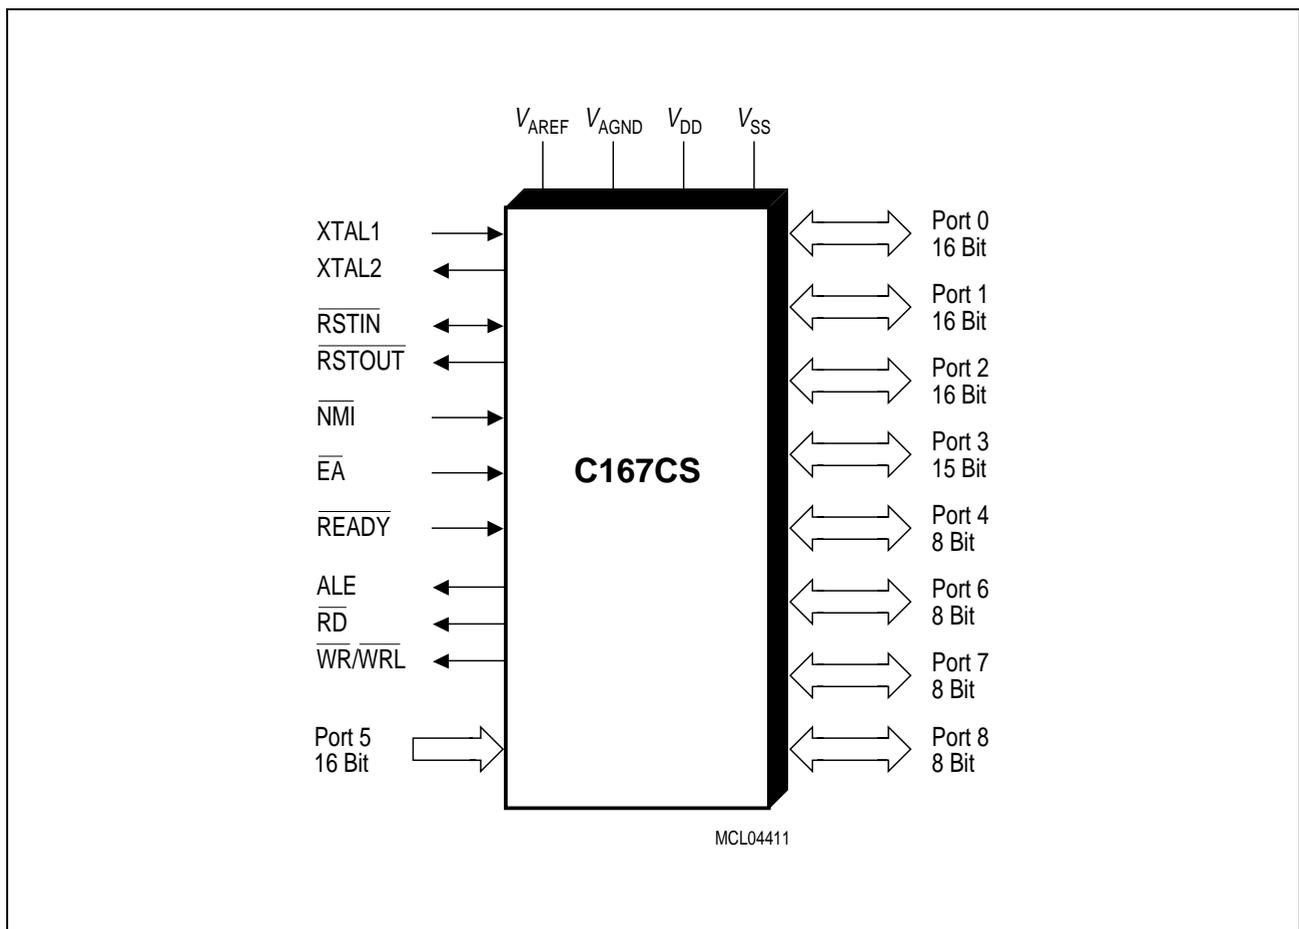 VAREF VAGND VDD VSS
XTAL1
XTAL2
RSTIN
RSTOUT
NMI
EA
READY
ALE
RD
WR/WRL
Port 5
16 Bit
C167CS
Port 0
16 Bit
Port 1
16 Bit
Port 2
16 Bit
Port 3
15 Bit
Port 4
8 Bit
Port 6
8 Bit
Port 7
8 Bit
Port 8
8 Bit
MCL04411